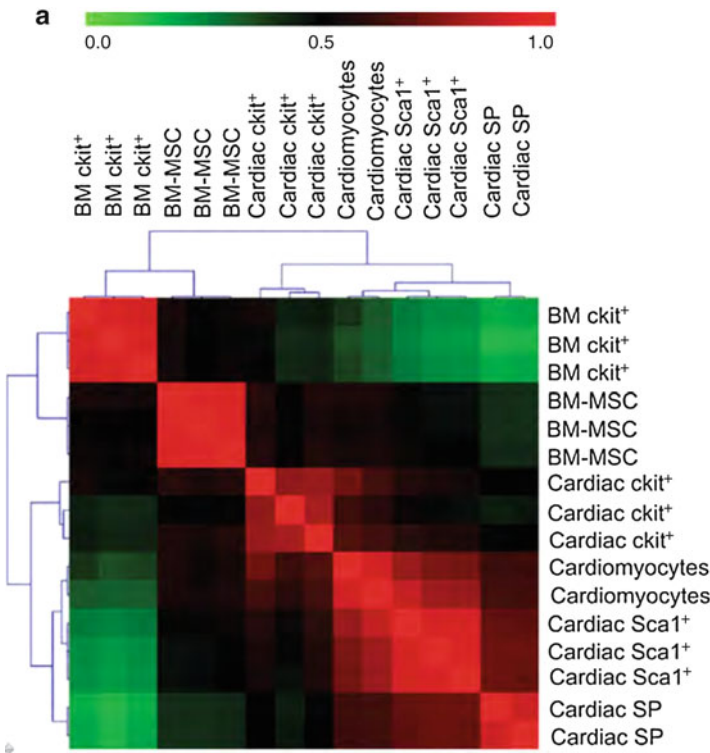 a
0.0 0.5 1.0
BM ckit⁺
BM ckit⁺
BM ckit⁺
BM-MSC
BM-MSC
BM-MSC
Cardiac ckit⁺
Cardiac ckit⁺
Cardiac ckit⁺
Cardiomyocytes
Cardiomyocytes
Cardiac Sca1⁺
Cardiac Sca1⁺
Cardiac Sca1⁺
Cardiac SP
Cardiac SP
BM ckit⁺
BM ckit⁺
BM ckit⁺
BM-MSC
BM-MSC
BM-MSC
Cardiac ckit⁺
Cardiac ckit⁺
Cardiac ckit⁺
Cardiomyocytes
Cardiomyocytes
Cardiac Sca1⁺
Cardiac Sca1⁺
Cardiac Sca1⁺
Cardiac SP
Cardiac SP